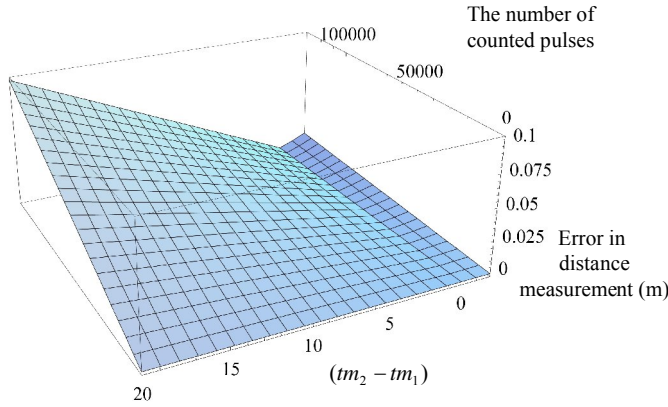 The number of
counted pulses
100000
50000
0
0.1
0.075
0.05
0.025
0
Error in
distance
measurement (m)
0
5
10
15
20
(tm₂ − tm₁)